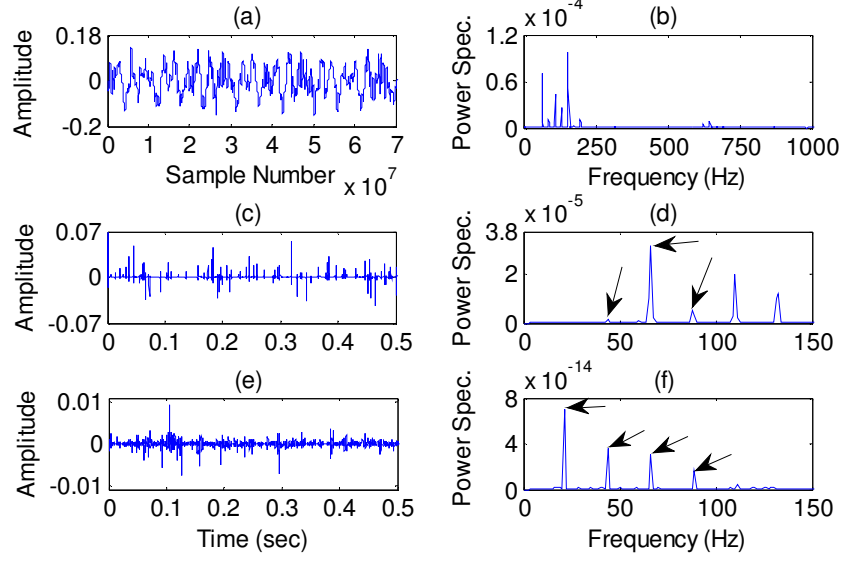 (a)
0.18
0
-0.2
Amplitude
0 1 2 3 4 5 6 7
Sample Number x 10^7
(b)
x 10^-4
1.2
0.6
0
Power Spec.
0 250 500 750 1000
Frequency (Hz)
(c)
0.07
0
-0.07
Amplitude
0 0.1 0.2 0.3 0.4 0.5
(d)
x 10^-5
3.8
2
0
Power Spec.
0 50 100 150
(e)
0.01
0
-0.01
Amplitude
0 0.1 0.2 0.3 0.4 0.5
Time (sec)
(f)
x 10^-14
8
4
0
Power Spec.
0 50 100 150
Frequency (Hz)